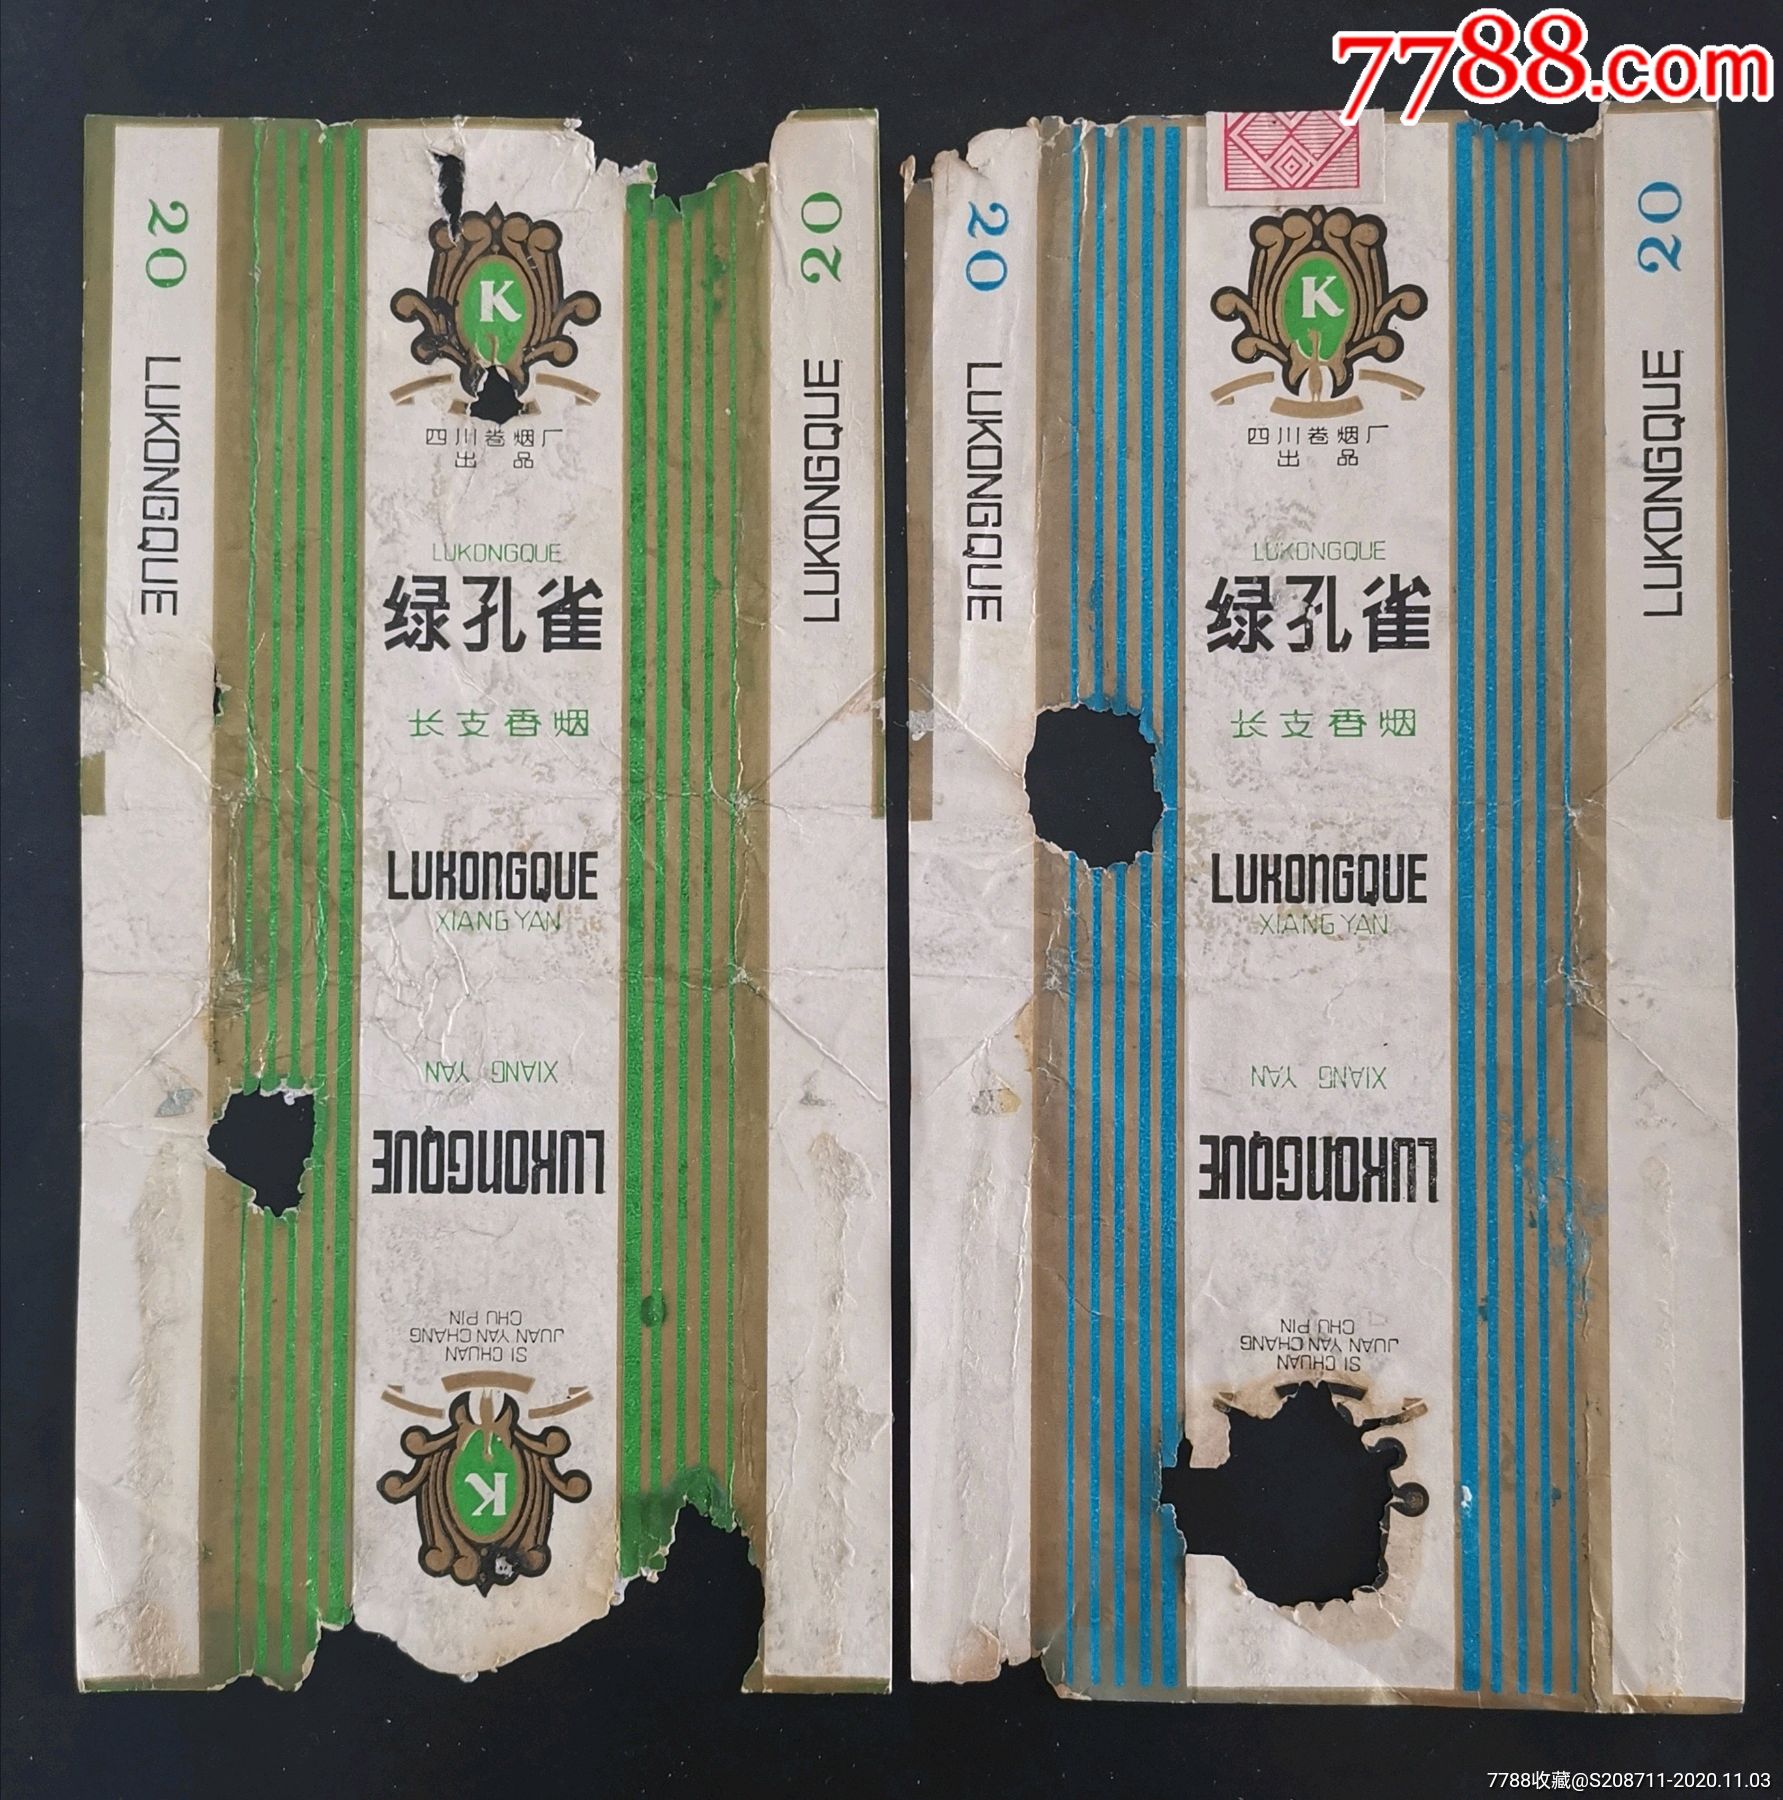 7788.com
20 LUKONGQUE
K
四川卷烟厂
出 品
LUKONGQUE
绿孔雀
长支香烟
LUKONGQUE
XIANG YAN
XIANG YAN
LUKONGQUE
SI CHUAN
JUAN YAN CHANG
CHU PIN
K
20 LUKONGQUE
20 LUKONGQUE
K
四川卷烟厂
出 品
LUKONGQUE
绿孔雀
长支香烟
LUKONGQUE
XIANG YAN
XIANG YAN
LUKONGQUE
SI CHUAN
JUAN YAN CHANG
CHU PIN
20 LUKONGQUE
7788收藏@S208711-2020.11.03